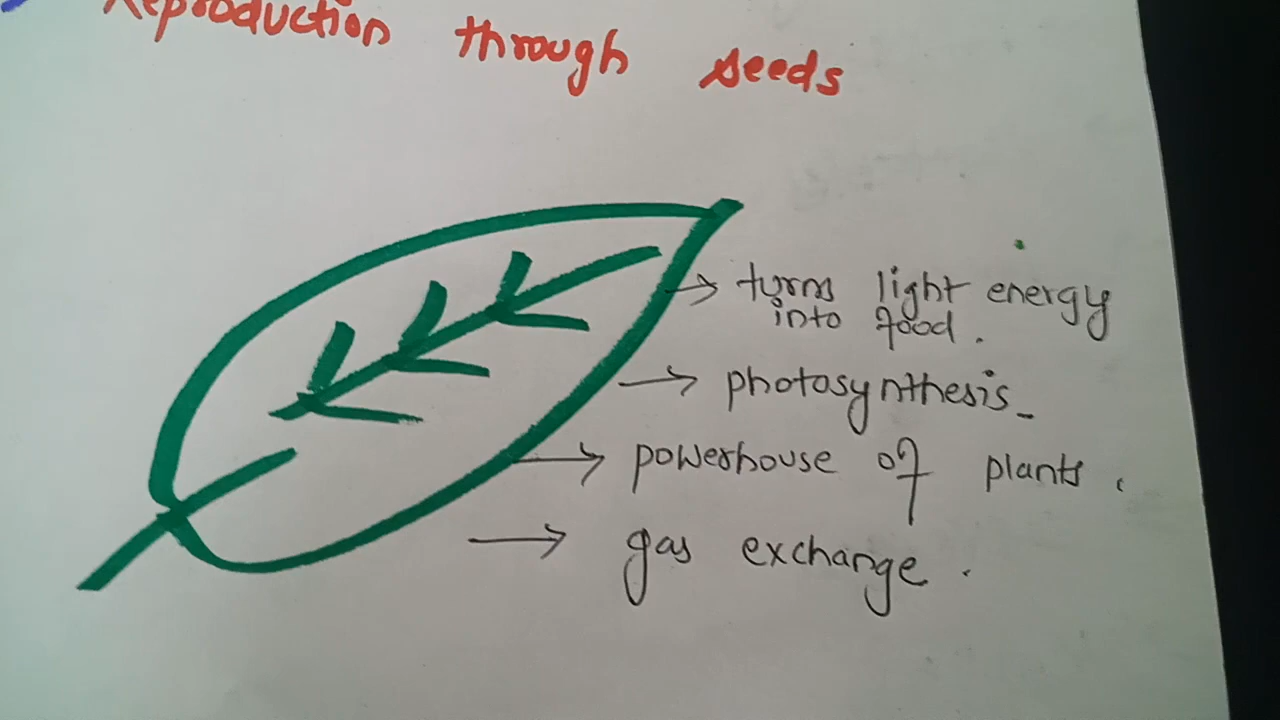 Reproduction through seeds
→ turns light energy
into food.
→ photosynthesis.
→ powerhouse of plants.
→ gas exchange.